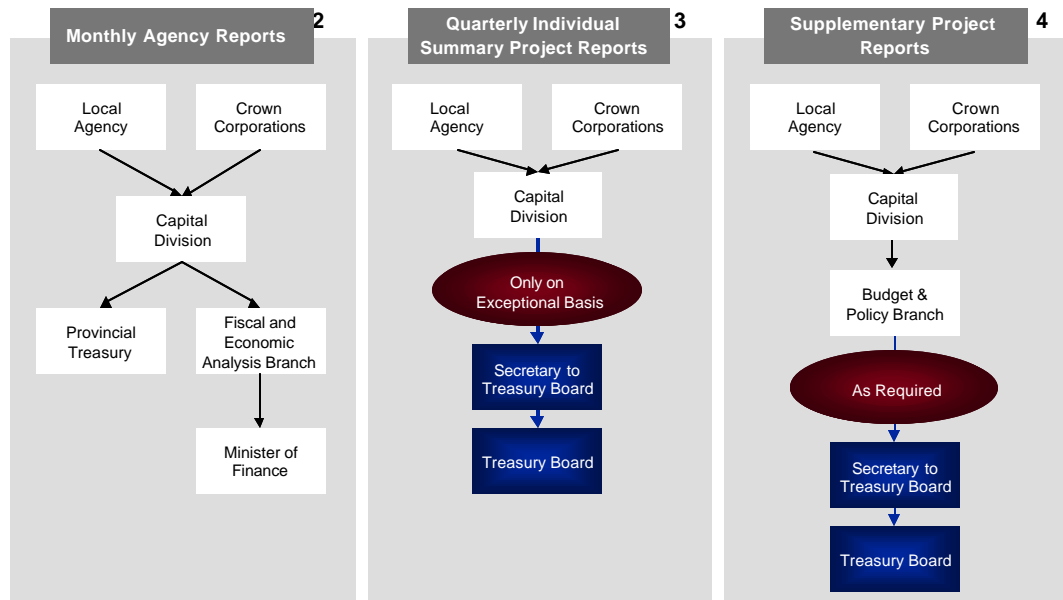 Monthly Agency Reports
2
Local
Agency
Crown
Corporations
Capital
Division
Provincial
Treasury
Fiscal and
Economic
Analysis Branch
Minister of
Finance
Quarterly Individual
Summary Project Reports
3
Local
Agency
Crown
Corporations
Capital
Division
Only on
Exceptional Basis
Secretary to
Treasury Board
Treasury Board
Supplementary Project
Reports
4
Local
Agency
Crown
Corporations
Capital
Division
Budget &
Policy Branch
As Required
Secretary to
Treasury Board
Treasury Board